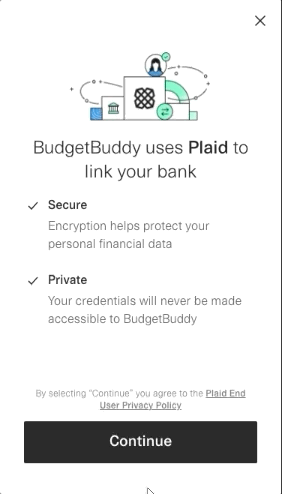 BudgetBuddy uses Plaid to
link your bank
Secure
Encryption helps protect your
personal financial data
Private
Your credentials will never be made
accessible to BudgetBuddy
By selecting "Continue" you agree to the Plaid End
User Privacy Policy
Continue